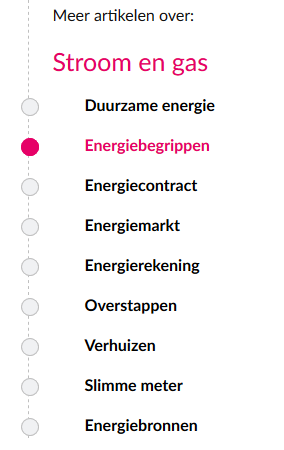 Meer artikelen over:
Stroom en gas
Duurzame energie
Energiebegrippen
Energiecontract
Energiemarkt
Energierekening
Overstappen
Verhuizen
Slimme meter
Energiebronnen